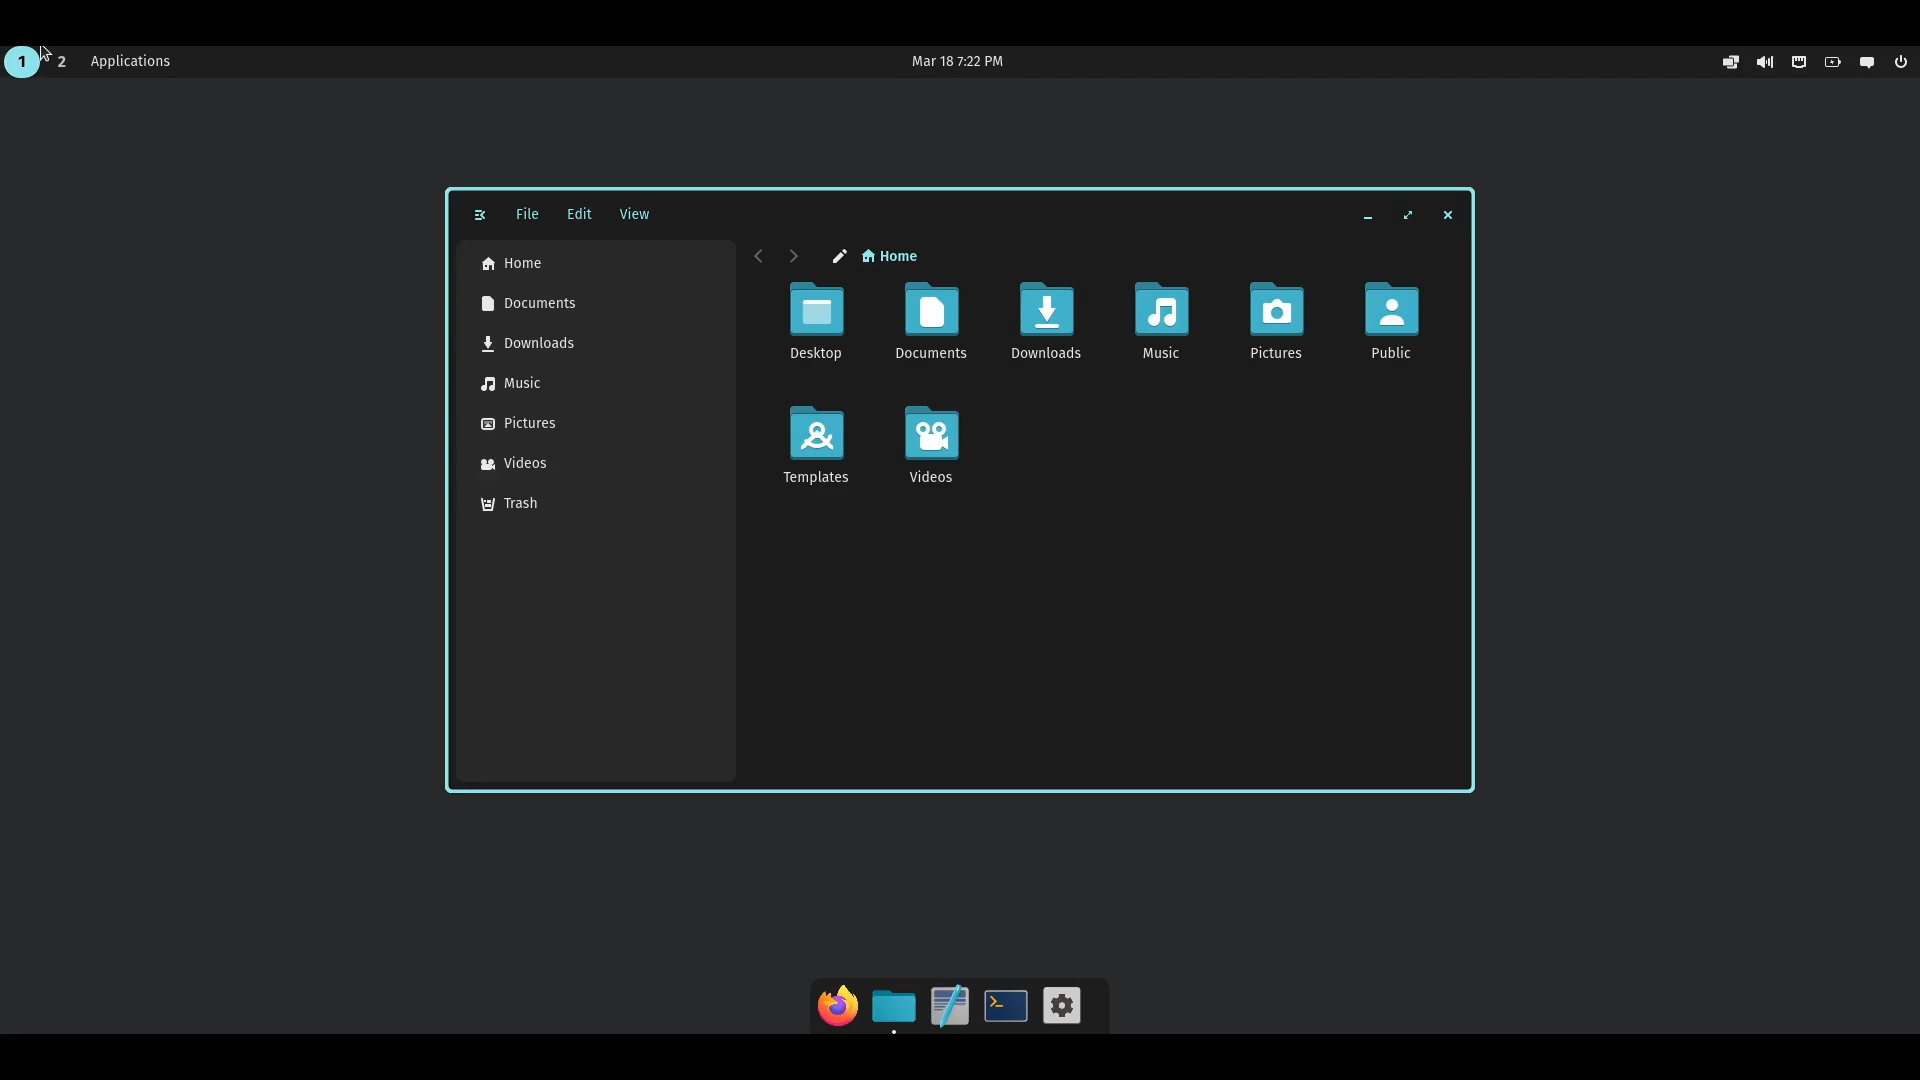 1 2 Applications Mar 18 7:22 PM
File Edit View
Home
Documents
Downloads
Music
Pictures
Videos
Trash
Home
Desktop Documents Downloads Music Pictures Public
Templates Videos